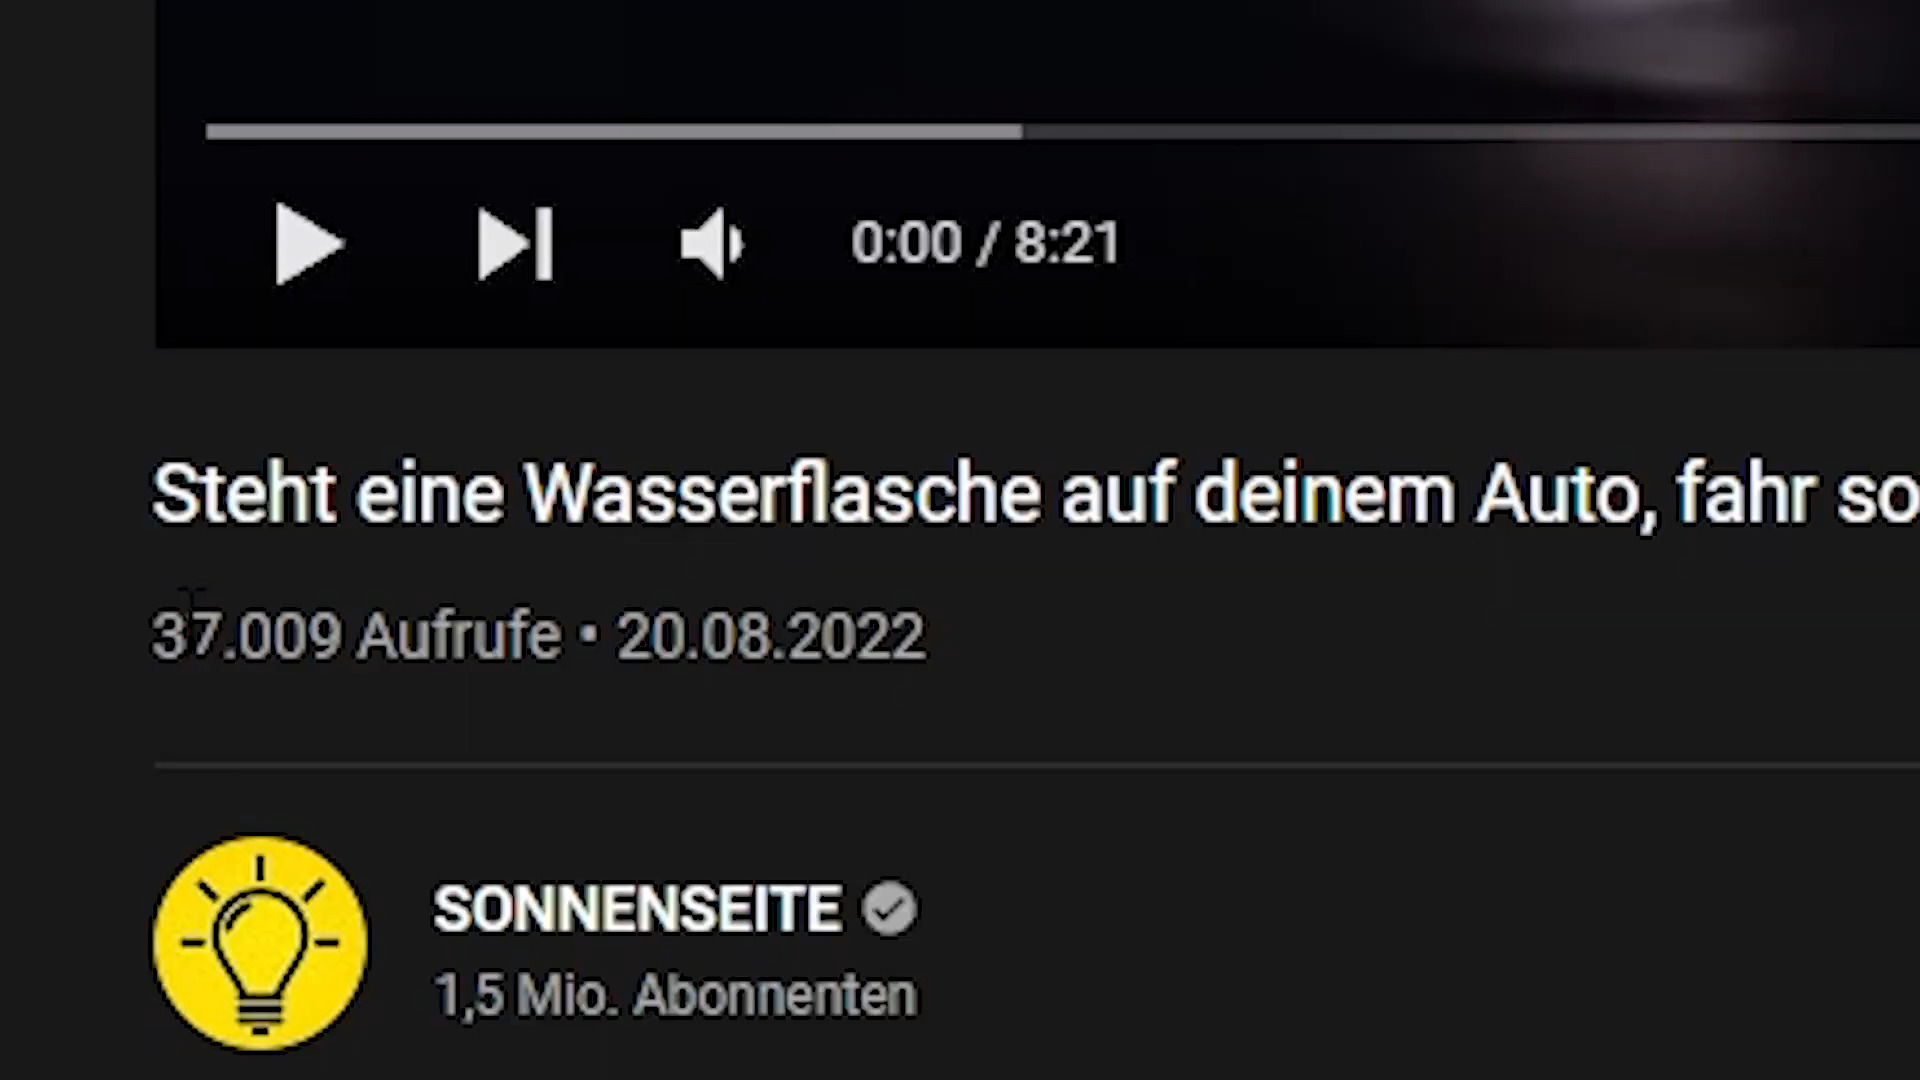 0:00 / 8:21
Steht eine Wasserflasche auf deinem Auto, fahr so
37.009 Aufrufe • 20.08.2022
SONNENSEITE
1,5 Mio. Abonnenten